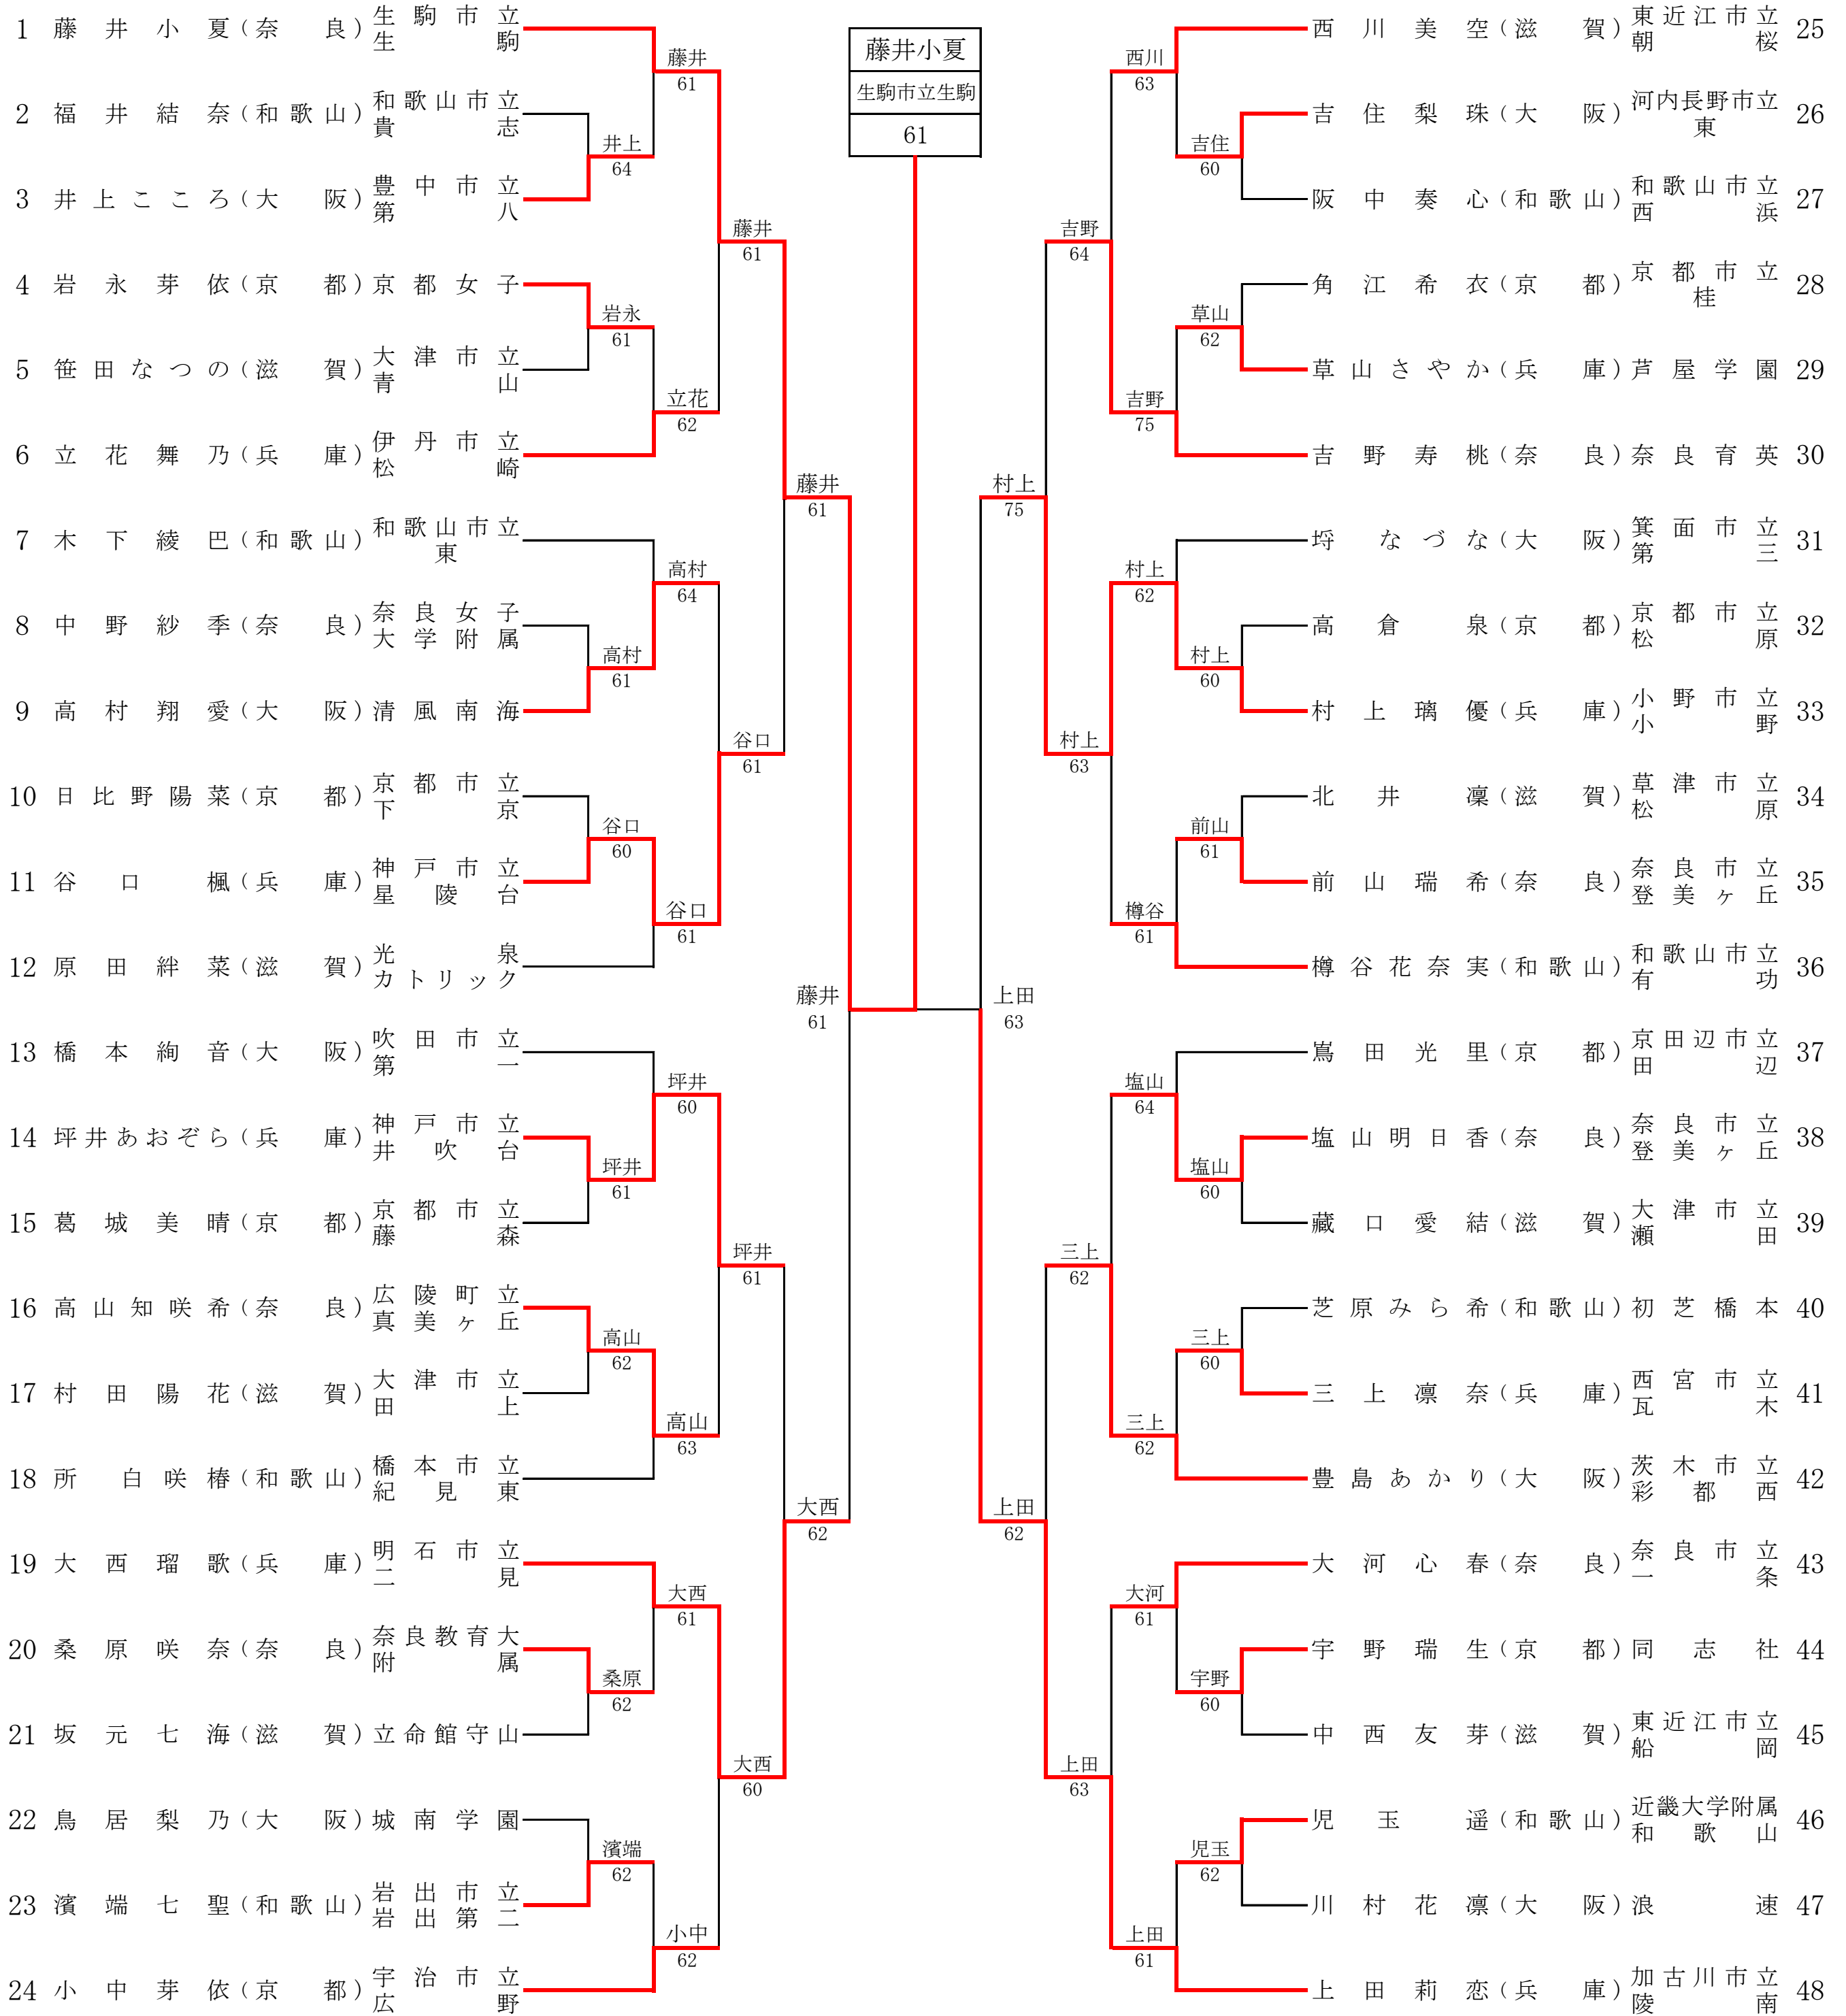 藤井小夏
生駒市立生駒
61
1 藤井小夏(奈良) 生駒市立
生駒
2 福井結奈(和歌山) 和歌山市立
貴志
3 井上こころ(大阪) 豊中市立
第八
4 岩永芽依(京都) 京都女子
5 笹田なつの(滋賀) 大津市立
青山
6 立花舞乃(兵庫) 伊丹市立
松崎
7 木下綾巴(和歌山) 和歌山市立
東
8 中野紗季(奈良) 奈良女子
大学附属
9 高村翔愛(大阪) 清風南海
10 日比野陽菜(京都) 京都市立
下京
11 谷口楓(兵庫) 神戸市立
星陵台
12 原田絆菜(滋賀) 光泉
カトリック
13 橋本絢音(大阪) 吹田市立
第一
14 坪井あおぞら(兵庫) 神戸市立
井吹台
15 葛城美晴(京都) 京都市立
藤森
16 高山知咲希(奈良) 広陵町立
真美ヶ丘
17 村田陽花(滋賀) 大津市立
田上
18 所白咲椿(和歌山) 橋本市立
紀見東
19 大西瑠歌(兵庫) 明石市立
二見
20 桑原咲奈(奈良) 奈良教育大
附属
21 坂元七海(滋賀) 立命館守山
22 鳥居梨乃(大阪) 城南学園
23 濱端七聖(和歌山) 岩出市立
岩出第二
24 小中芽依(京都) 宇治市立
広野
井上
64
岩永
61
高村
61
谷口
60
坪井
61
高山
62
桑原
62
濱端
62
藤井
61
立花
62
高村
64
谷口
61
坪井
60
高山
63
大西
61
小中
62
藤井
61
谷口
61
坪井
61
大西
60
藤井
61
大西
62
藤井
61
上田
63
村上
75
上田
62
吉野
64
村上
63
三上
62
上田
63
西川
63
吉野
75
村上
62
樽谷
61
塩山
64
三上
62
大河
61
上田
61
吉住
60
草山
62
村上
60
前山
61
塩山
60
三上
60
宇野
60
児玉
62
西川美空(滋賀) 東近江市立 25
朝桜
吉住梨珠(大阪) 河内長野市立 26
東
阪中奏心(和歌山) 和歌山市立 27
西浜
角江希衣(京都) 京都市立 28
桂
草山さやか(兵庫) 芦屋学園 29
吉野寿桃(奈良) 奈良育英 30
埒なづな(大阪) 箕面市立 31
第三
高倉泉(京都) 京都市立 32
松原
村上璃優(兵庫) 小野市立 33
小野
北井凜(滋賀) 草津市立 34
松原
前山瑞希(奈良) 奈良市立 35
登美ヶ丘
樽谷花奈実(和歌山) 和歌山市立 36
有功
嶌田光里(京都) 京田辺市立 37
田辺
塩山明日香(奈良) 奈良市立 38
登美ヶ丘
藏口愛結(滋賀) 大津市立 39
瀬田
芝原みら希(和歌山) 初芝橋本 40
三上凛奈(兵庫) 西宮市立 41
瓦木
豊島あかり(大阪) 茨木市立 42
彩都西
大河心春(奈良) 奈良市立 43
一条
宇野瑞生(京都) 同志社 44
中西友芽(滋賀) 東近江市立 45
船岡
児玉遥(和歌山) 近畿大学附属 46
和歌山
川村花凛(大阪) 浪速 47
上田莉恋(兵庫) 加古川市立 48
陵南